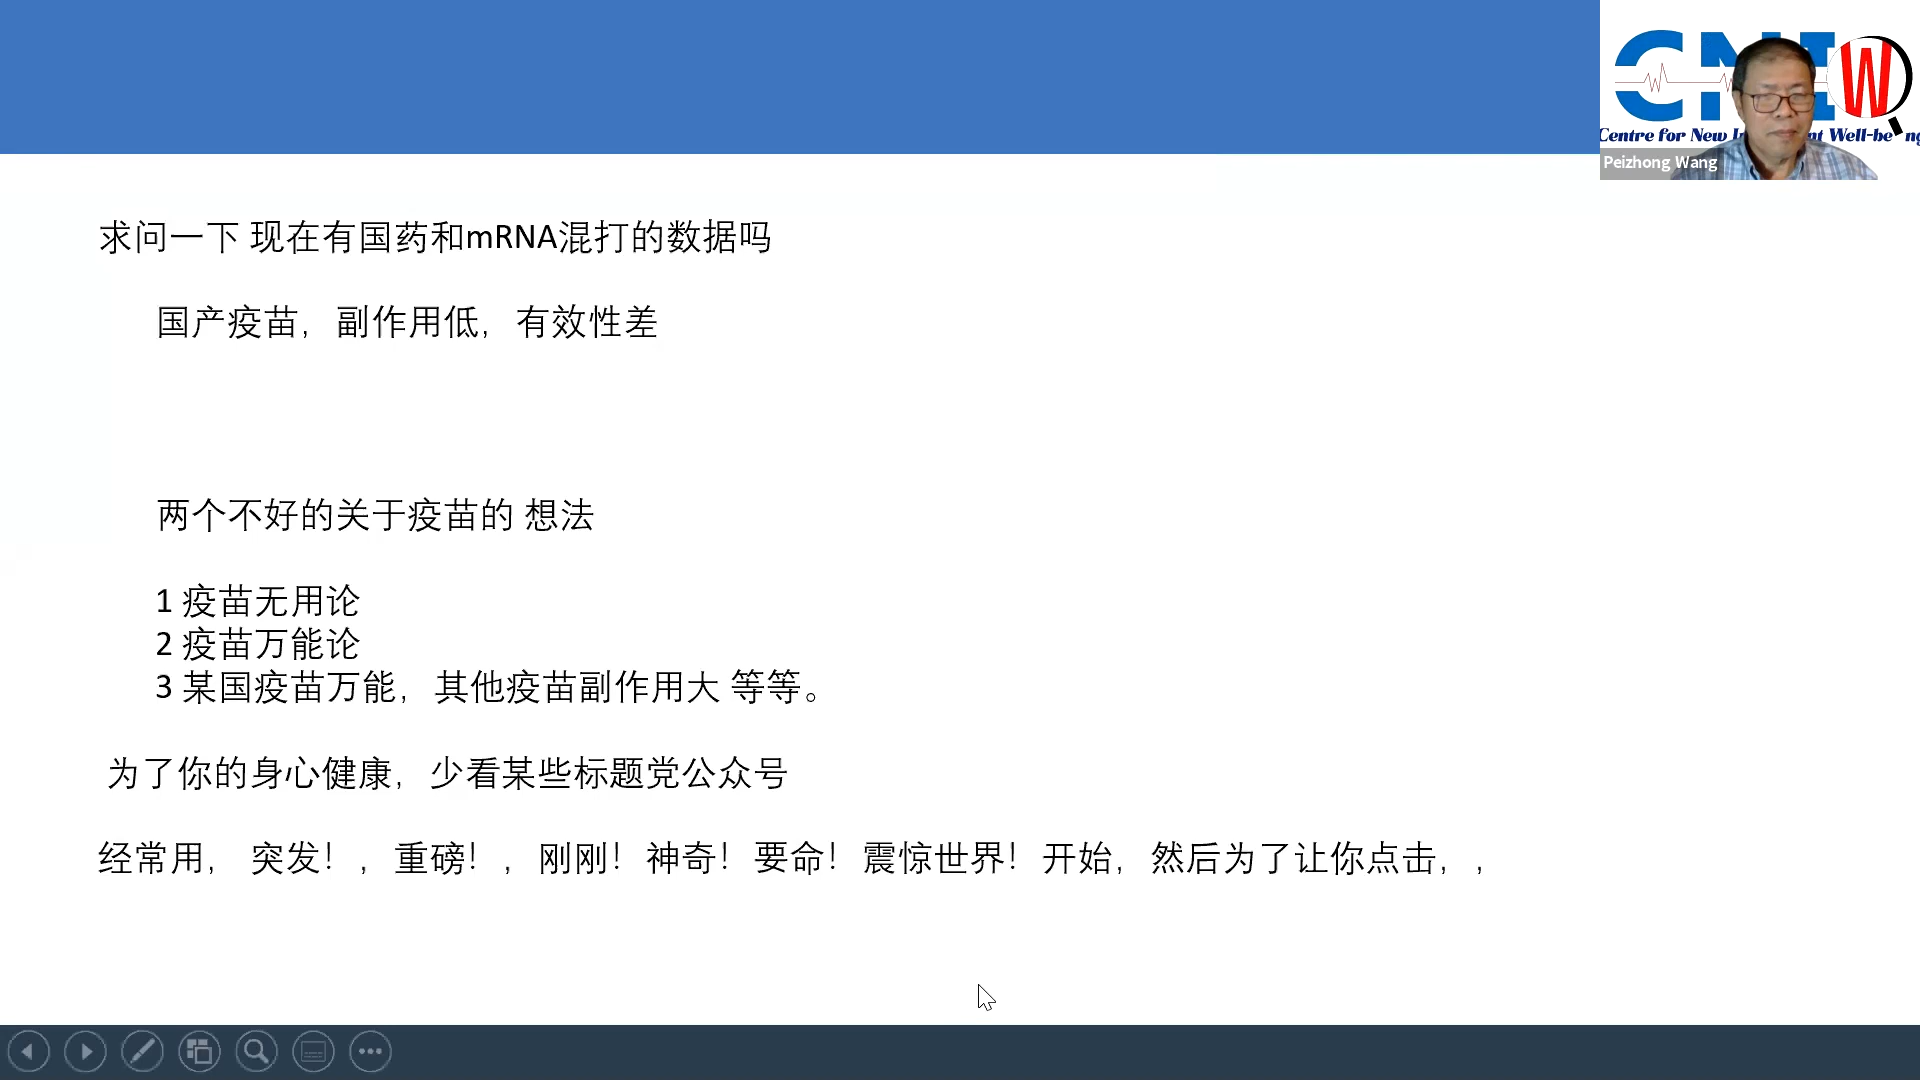 CNIW
Centre for New I nt Well-be ng
Peizhong Wang
求问一下 现在有国药和mRNA混打的数据吗
国产疫苗，副作用低，有效性差
两个不好的关于疫苗的 想法
1 疫苗无用论
2 疫苗万能论
3 某国疫苗万能，其他疫苗副作用大 等等。
为了你的身心健康，少看某些标题党公众号
经常用， 突发！，重磅！，刚刚！神奇！要命！震惊世界！开始，然后为了让你点击，，